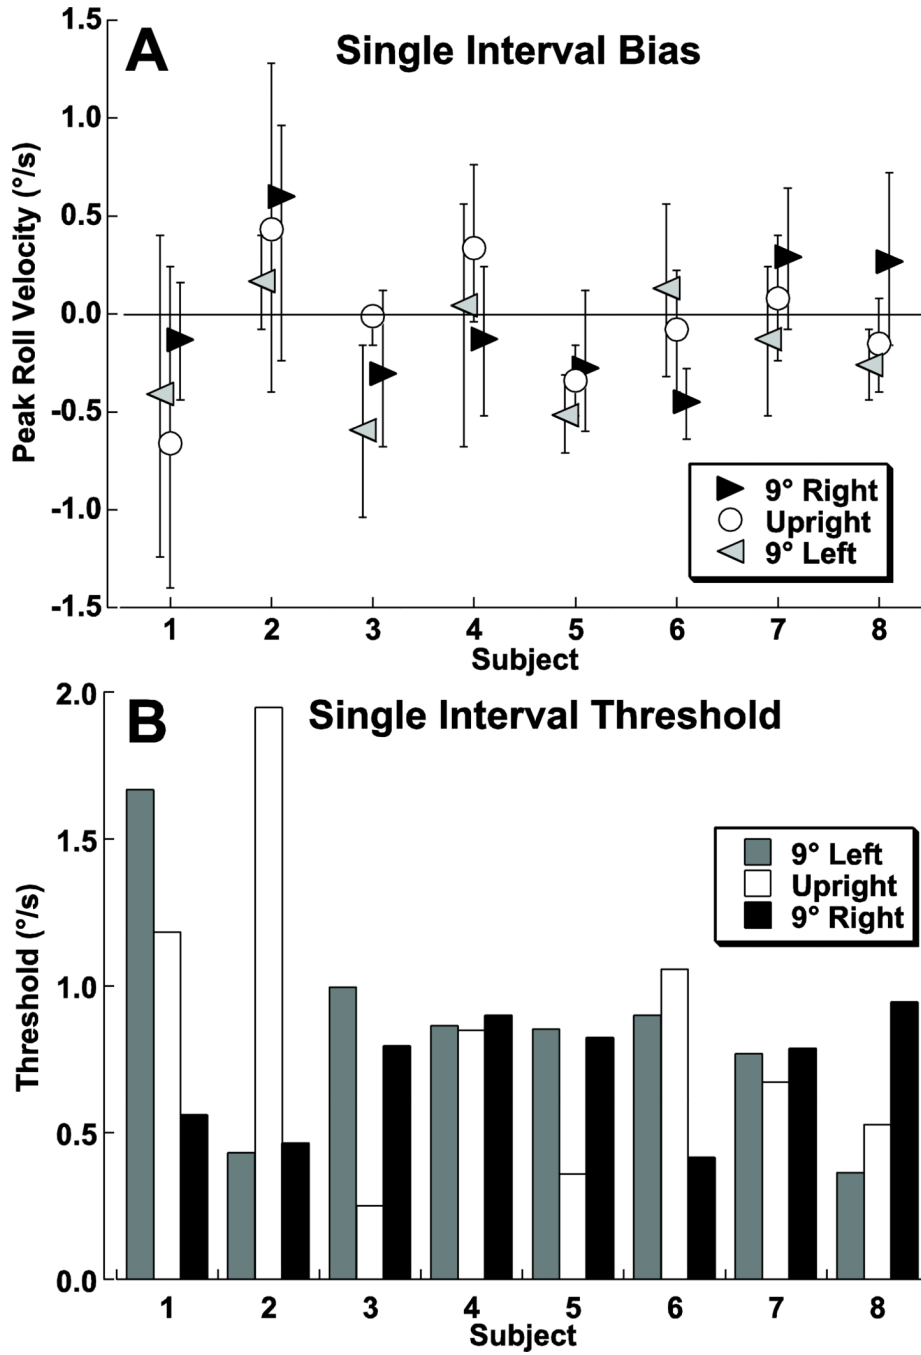 A
Single Interval Bias
Peak Roll Velocity (°/s)
1.5
1.0
0.5
0.0
-0.5
-1.0
-1.5
9° Right
Upright
9° Left
1 2 3 4 5 6 7 8
Subject
B
Single Interval Threshold
Threshold (°/s)
2.0
1.5
1.0
0.5
0.0
9° Left
Upright
9° Right
1 2 3 4 5 6 7 8
Subject